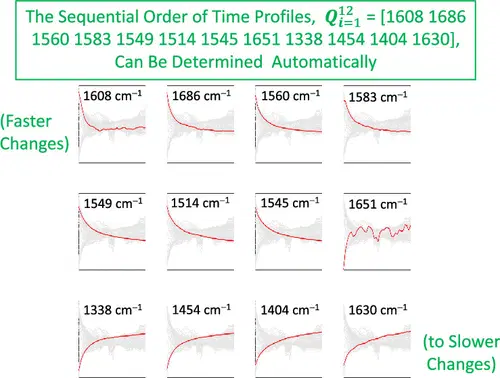 The Sequential Order of Time Profiles, Q_{i=1}^{12} = [1608 1686
1560 1583 1549 1514 1545 1651 1338 1454 1404 1630],
Can Be Determined Automatically
(Faster
Changes)
1608 cm⁻¹ 1686 cm⁻¹ 1560 cm⁻¹ 1583 cm⁻¹
1549 cm⁻¹ 1514 cm⁻¹ 1545 cm⁻¹ 1651 cm⁻¹
1338 cm⁻¹ 1454 cm⁻¹ 1404 cm⁻¹ 1630 cm⁻¹
(to Slower
Changes)